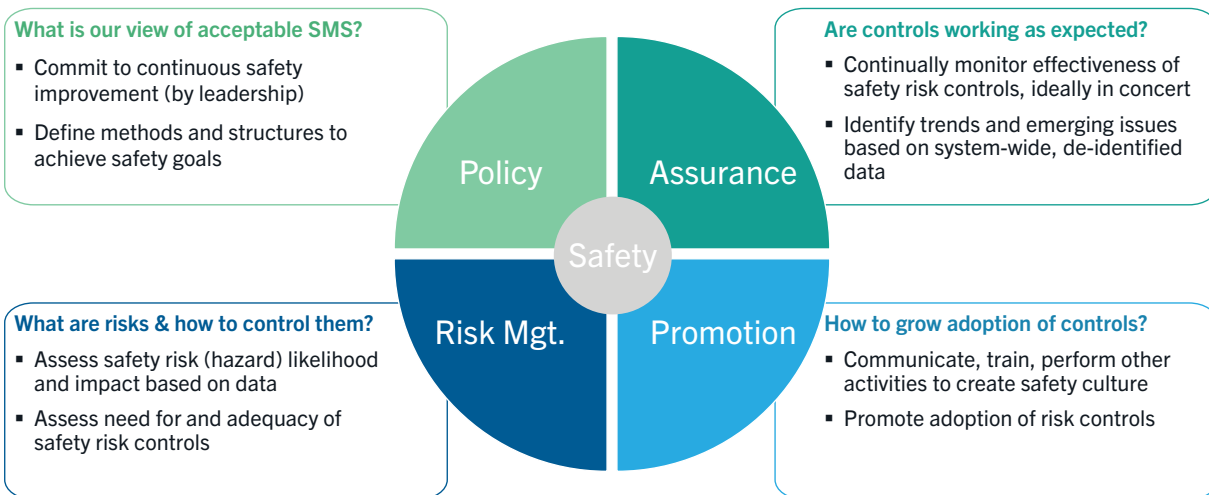 What is our view of acceptable SMS?
▪ Commit to continuous safety
improvement (by leadership)
▪ Define methods and structures to
achieve safety goals
Policy
Assurance
Are controls working as expected?
▪ Continually monitor effectiveness of
safety risk controls, ideally in concert
▪ Identify trends and emerging issues
based on system-wide, de-identified
data
Safety
What are risks & how to control them?
▪ Assess safety risk (hazard) likelihood
and impact based on data
▪ Assess need for and adequacy of
safety risk controls
Risk Mgt.
Promotion
How to grow adoption of controls?
▪ Communicate, train, perform other
activities to create safety culture
▪ Promote adoption of risk controls